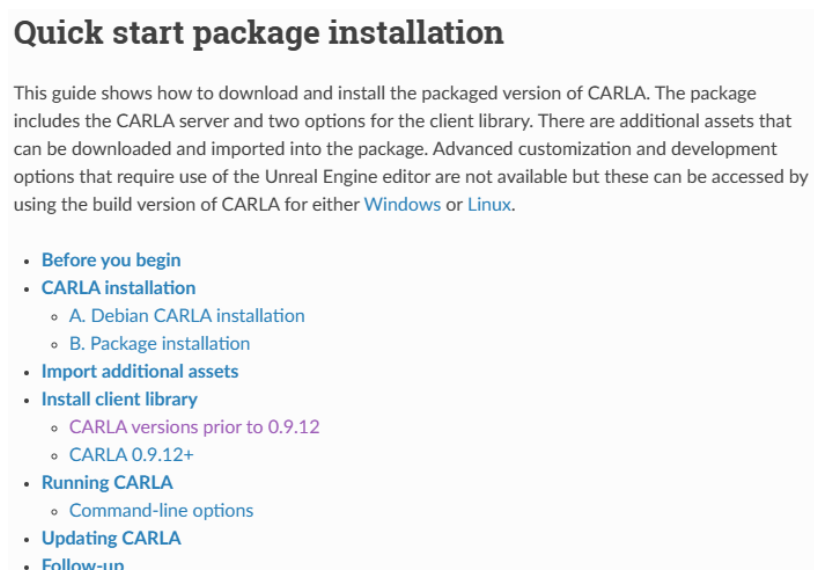 Quick start package installation
This guide shows how to download and install the packaged version of CARLA. The package
includes the CARLA server and two options for the client library. There are additional assets that
can be downloaded and imported into the package. Advanced customization and development
options that require use of the Unreal Engine editor are not available but these can be accessed by
using the build version of CARLA for either Windows or Linux.
Before you begin
CARLA installation
A. Debian CARLA installation
B. Package installation
Import additional assets
Install client library
CARLA versions prior to 0.9.12
CARLA 0.9.12+
Running CARLA
Command-line options
Updating CARLA
Follow-up